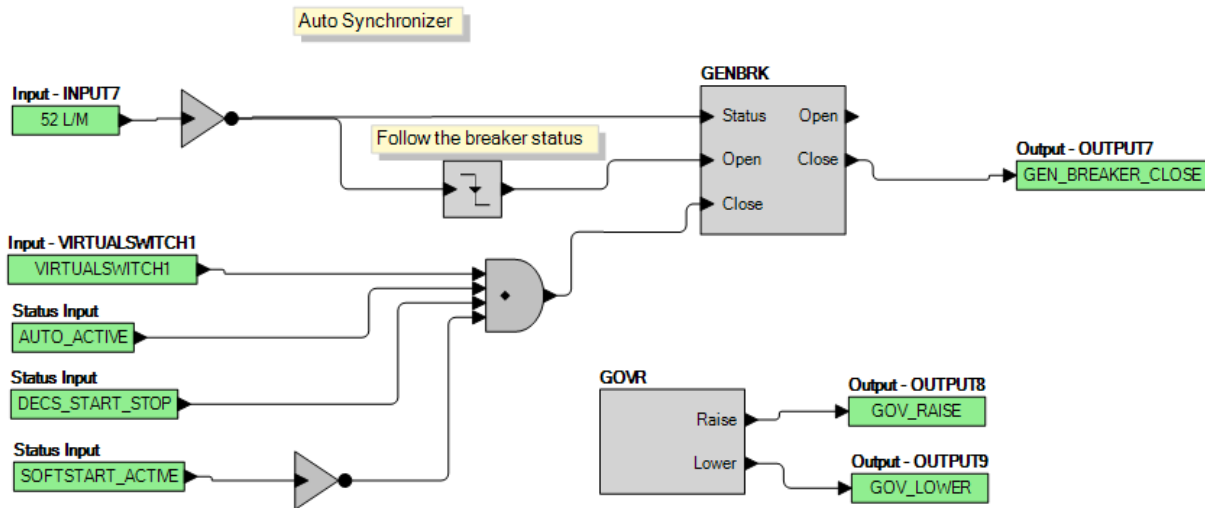 Auto Synchronizer
Input - INPUT7
52 L/M
GENBRK
Status
Open
Follow the breaker status
Open
Close
Close
Output - OUTPUT7
GEN_BREAKER_CLOSE
Input - VIRTUALSWITCH1
VIRTUALSWITCH1
Status Input
AUTO_ACTIVE
Status Input
DECS_START_STOP
Status Input
SOFTSTART_ACTIVE
GOVR
Raise
Lower
Output - OUTPUT8
GOV_RAISE
Output - OUTPUT9
GOV_LOWER